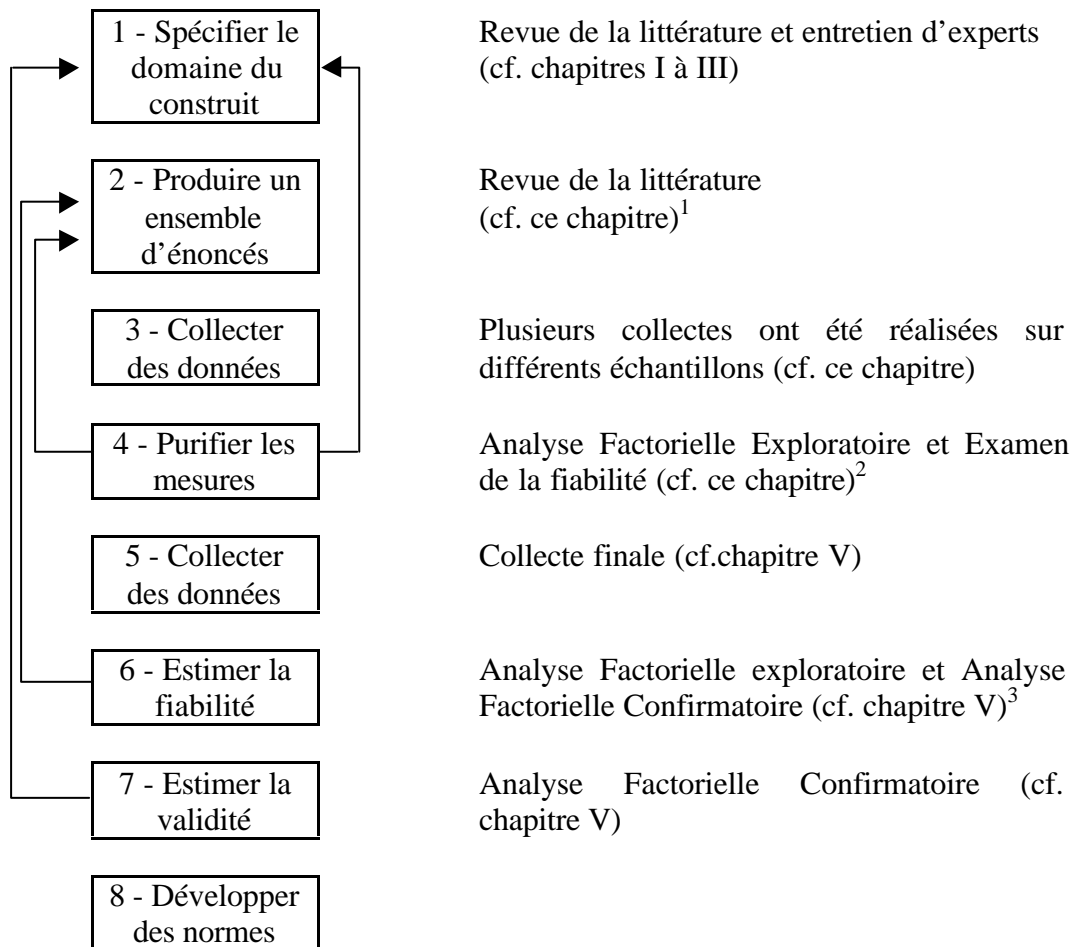 1 - Spécifier le
domaine du
construit
Revue de la littérature et entretien d’experts
(cf. chapitres I à III)
2 - Produire un
ensemble
d’énoncés
Revue de la littérature
(cf. ce chapitre)1
3 - Collecter
des données
Plusieurs collectes ont été réalisées sur
différents échantillons (cf. ce chapitre)
4 - Purifier les
mesures
Analyse Factorielle Exploratoire et Examen
de la fiabilité (cf. ce chapitre)2
5 - Collecter
des données
Collecte finale (cf.chapitre V)
6 - Estimer la
fiabilité
Analyse Factorielle exploratoire et Analyse
Factorielle Confirmatoire (cf. chapitre V)3
7 - Estimer la
validité
Analyse Factorielle Confirmatoire (cf.
chapitre V)
8 - Développer
des normes